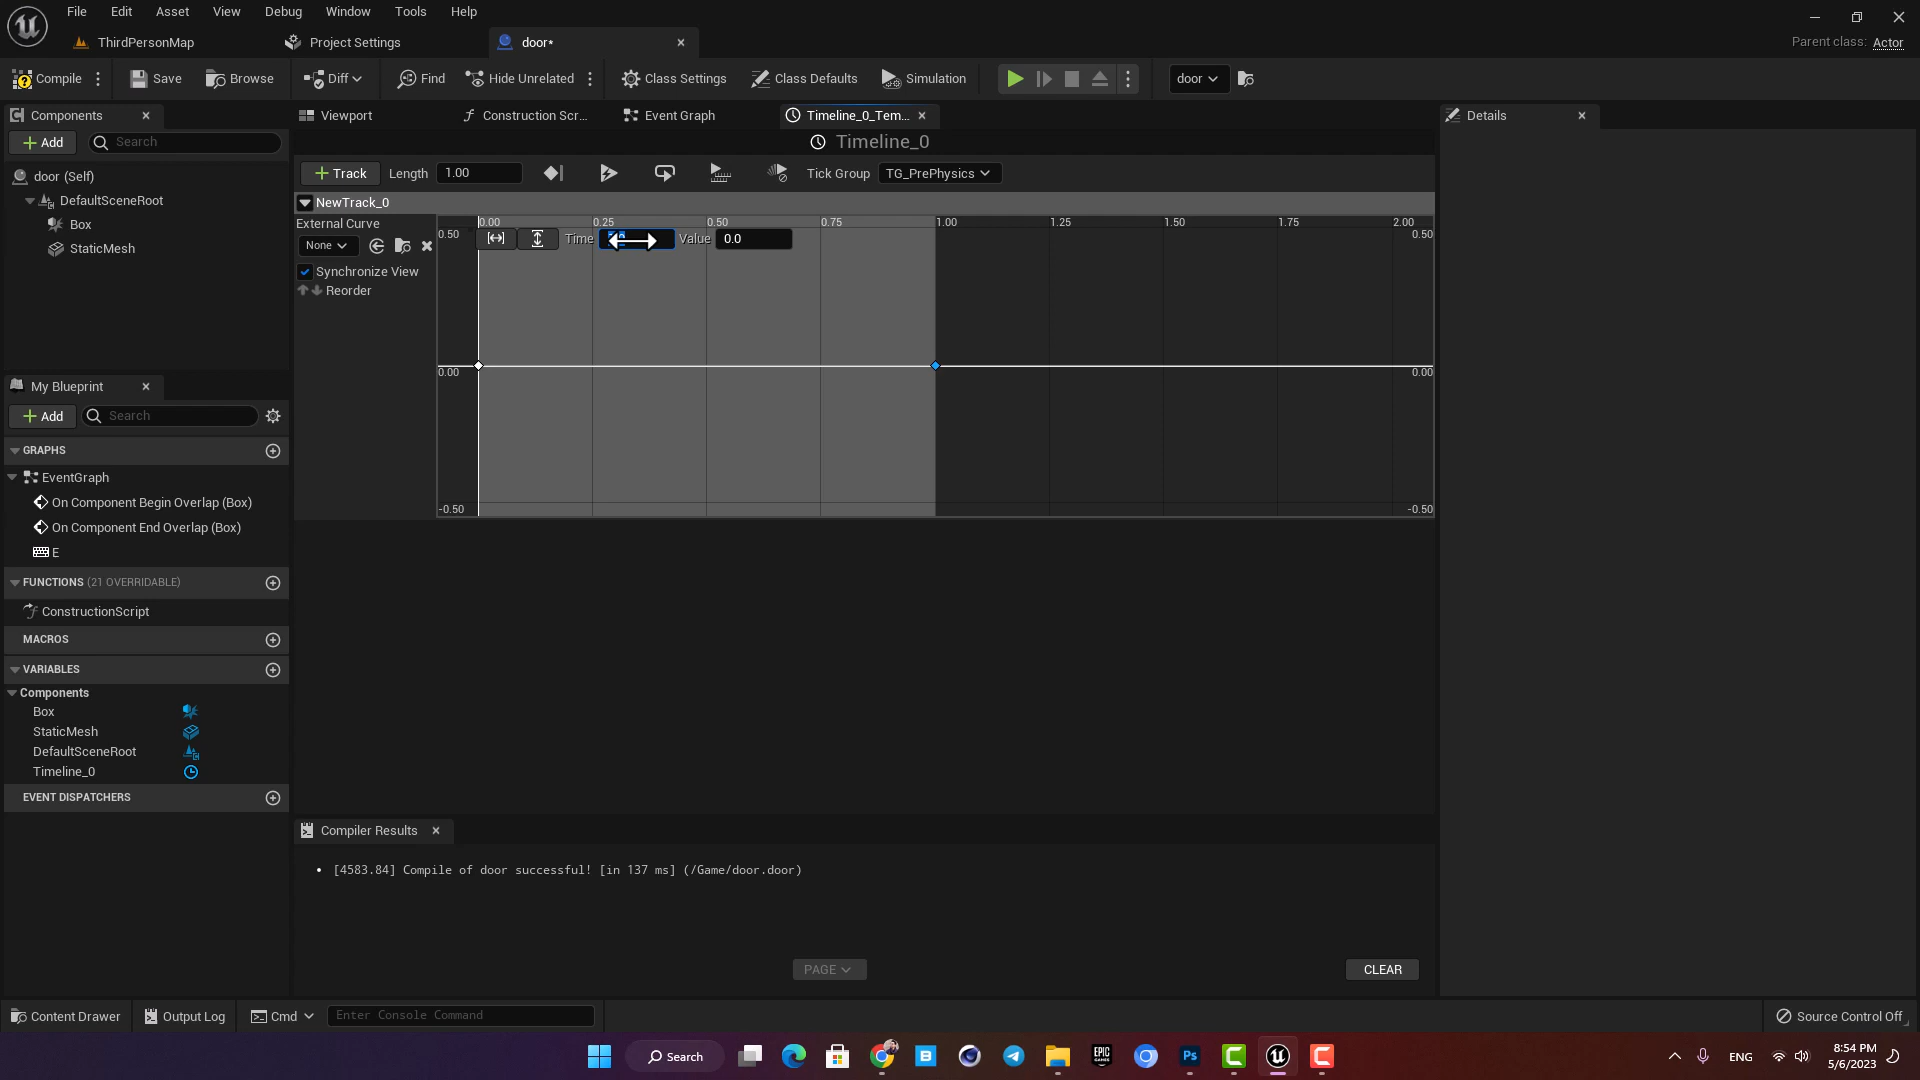 File Edit Asset View Window Debug Tools Help
ThirdPersonMap
Project Settings
door*
Parent class: Actor
Compile
Save
Browse
Diff
Find
Hide Unrelated
Class Settings
Class Defaults
Simulation
door
Components
Viewport
Construction Scr...
Event Graph
Timeline_0_Tem...
Details
Add
Search
Timeline_0
Track
Length
1.00
Tick Group
TG_PrePhysics
door (Self)
DefaultSceneRoot
Box
StaticMesh
NewTrack_0
External Curve
None
Synchronize View
Reorder
0.00 0.25 0.50 0.75 1.00 1.25 1.50 1.75 2.00
0.50
Time
Value
0.0
0.50
0.00
0.00
-0.50
-0.50
My Blueprint
Add
Search
GRAPHS
EventGraph
On Component Begin Overlap (Box)
On Component End Overlap (Box)
E
FUNCTIONS (21 OVERRIDABLE)
ConstructionScript
MACROS
VARIABLES
Components
Box
StaticMesh
DefaultSceneRoot
Timeline_0
EVENT DISPATCHERS
Compiler Results
[4583.84] Compile of door successful! [in 137 ms] (/Game/door.door)
PAGE
CLEAR
Content Drawer
Output Log
Cmd
Enter Console Command
Source Control Off
Search
EPIC GAMES
Ps
ENG
8:54 PM
5/6/2023